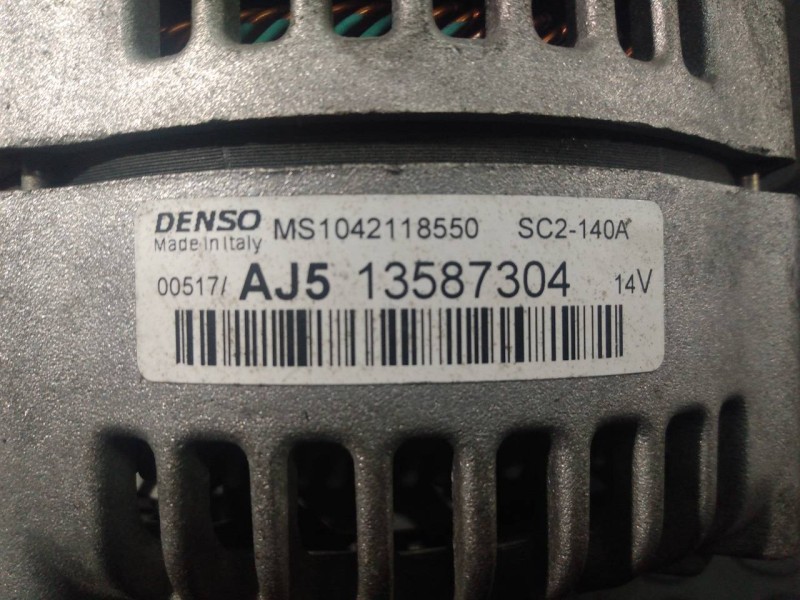 DENSO MS1042118550 SC2-140A
Made in Italy
00517/ AJ5 13587304 14V